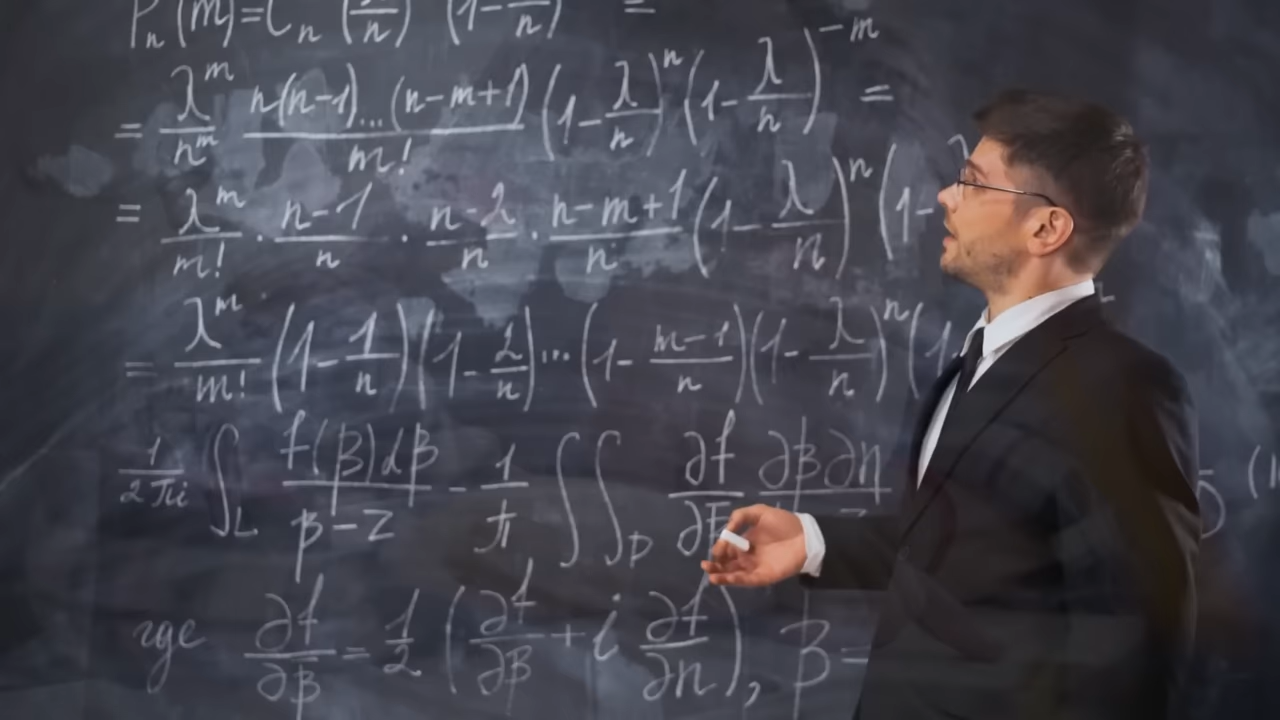 Pₙ(m)=Cₙ (λ/n) (1-λ/n) =
= λᵐ/nᵐ n(n-1)...(n-m+1)/m! (1-λ/n)ⁿ (1-λ/n)⁻ᵐ =
= λᵐ/m! · n-1/n · n-2/n · n-m+1/n (1-λ/n)ⁿ (1-
= λᵐ/m! (1-1/n)(1-2/n)...(1-m-1/n)(1-λ/n)ⁿ (1-
1/2πi ∫_L f(β)dβ/β-z - 1/π ∫∫_D ∂f/∂β ∂β∂η
где ∂f/∂β = 1/2 (∂f/∂β + i ∂f/∂η), β=